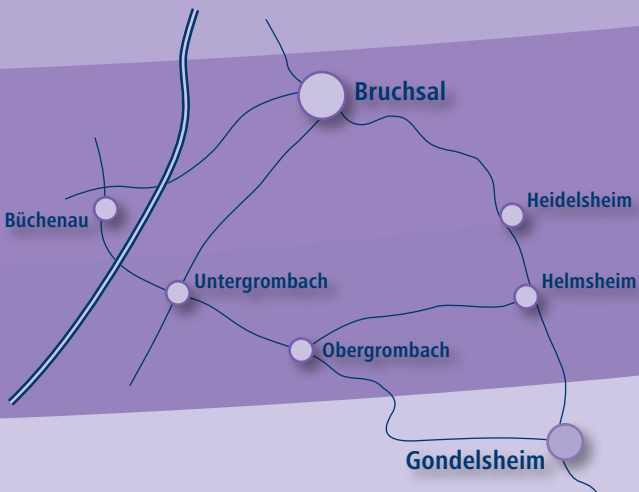 Bruchsal
Heidelsheim
Büchenau
Untergrombach
Helmsheim
Obergrombach
Gondelsheim